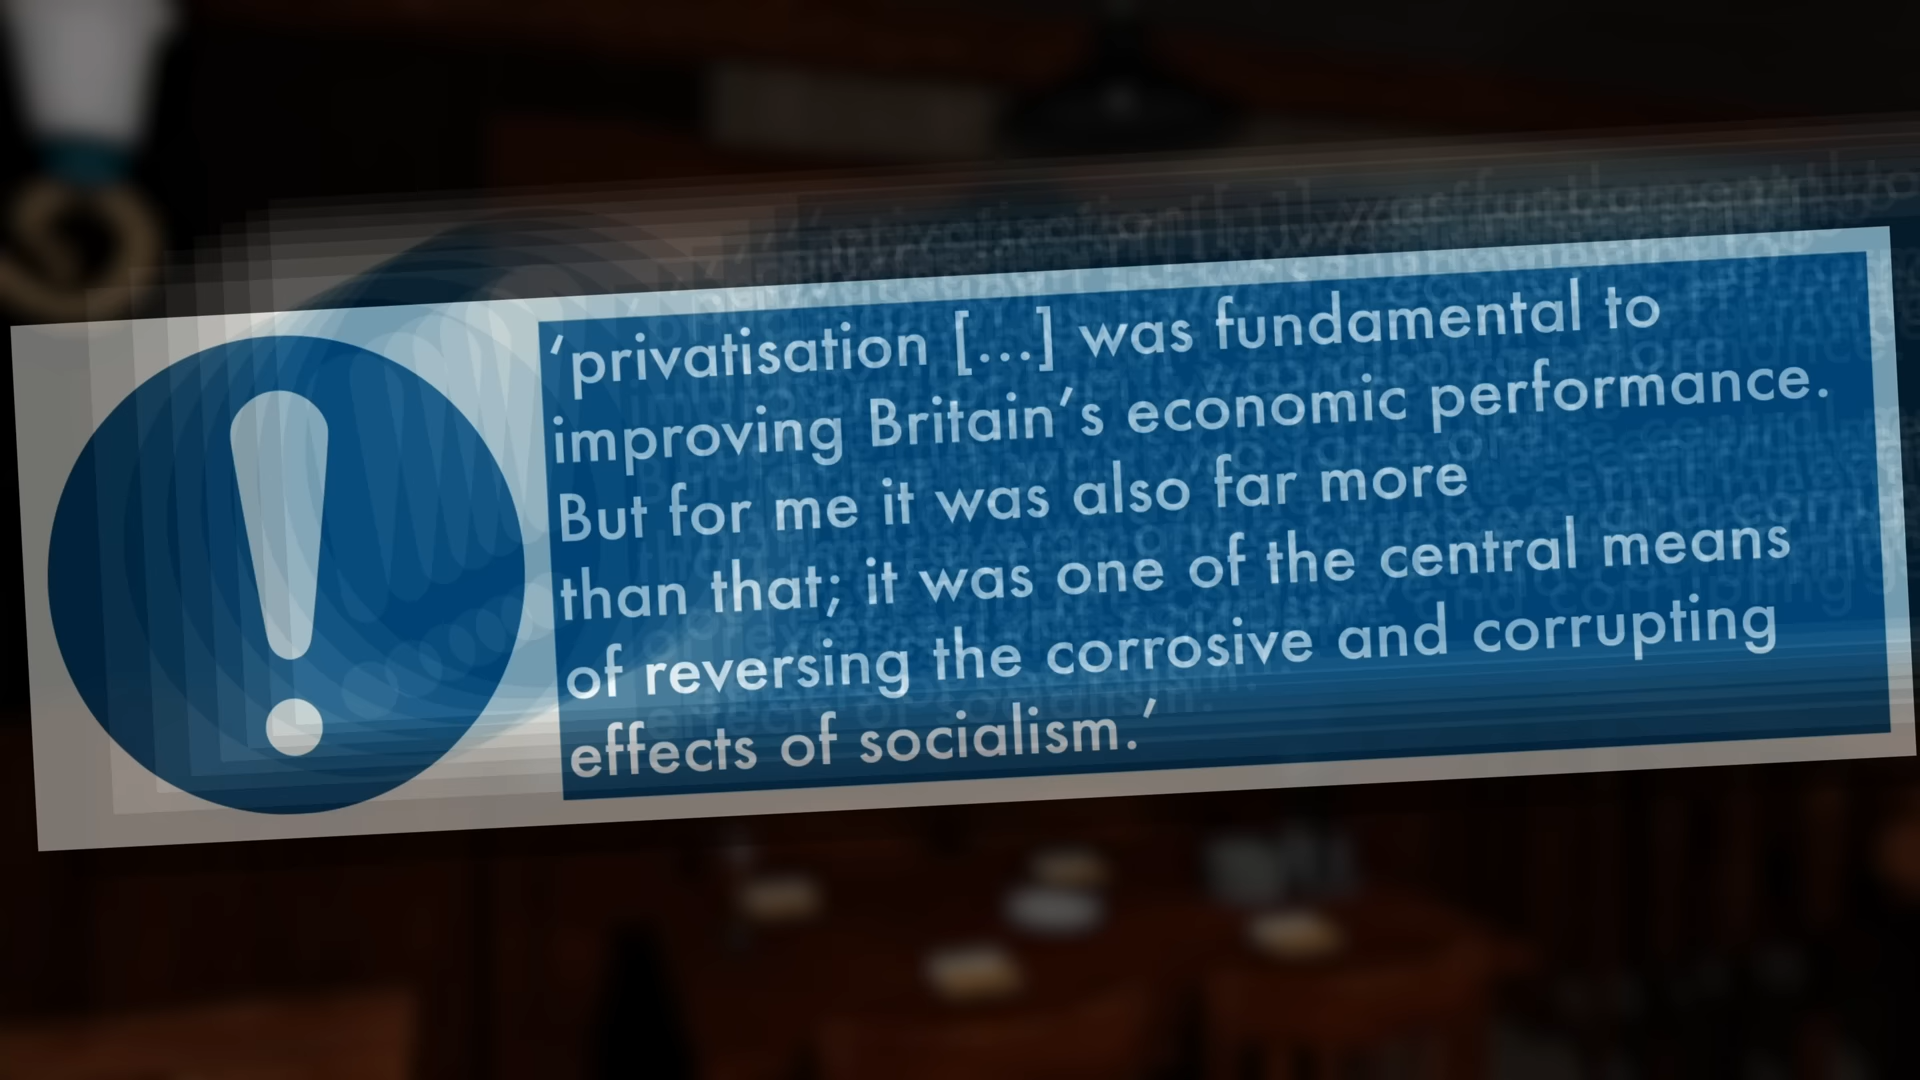 ‘privatisation [...] was fundamental to
improving Britain’s economic performance.
But for me it was also far more
than that; it was one of the central means
of reversing the corrosive and corrupting
effects of socialism.’